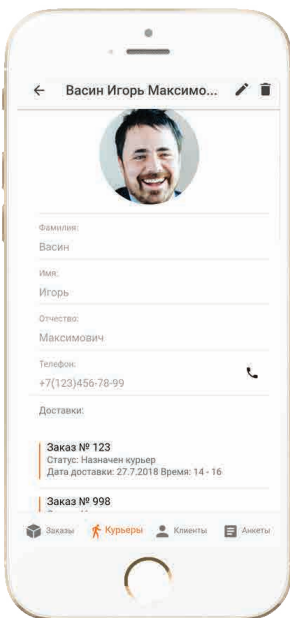 Васин Игорь Максимо...
Фамилия:
Васин
Имя:
Игорь
Отчество:
Максимович
Телефон:
+7(123)456-78-99
Доставки:
Заказ № 123
Статус: Назначен курьер
Дата доставки: 27.7.2018 Время: 14 - 16
Заказ № 998
Заказы Курьеры Клиенты Анкеты